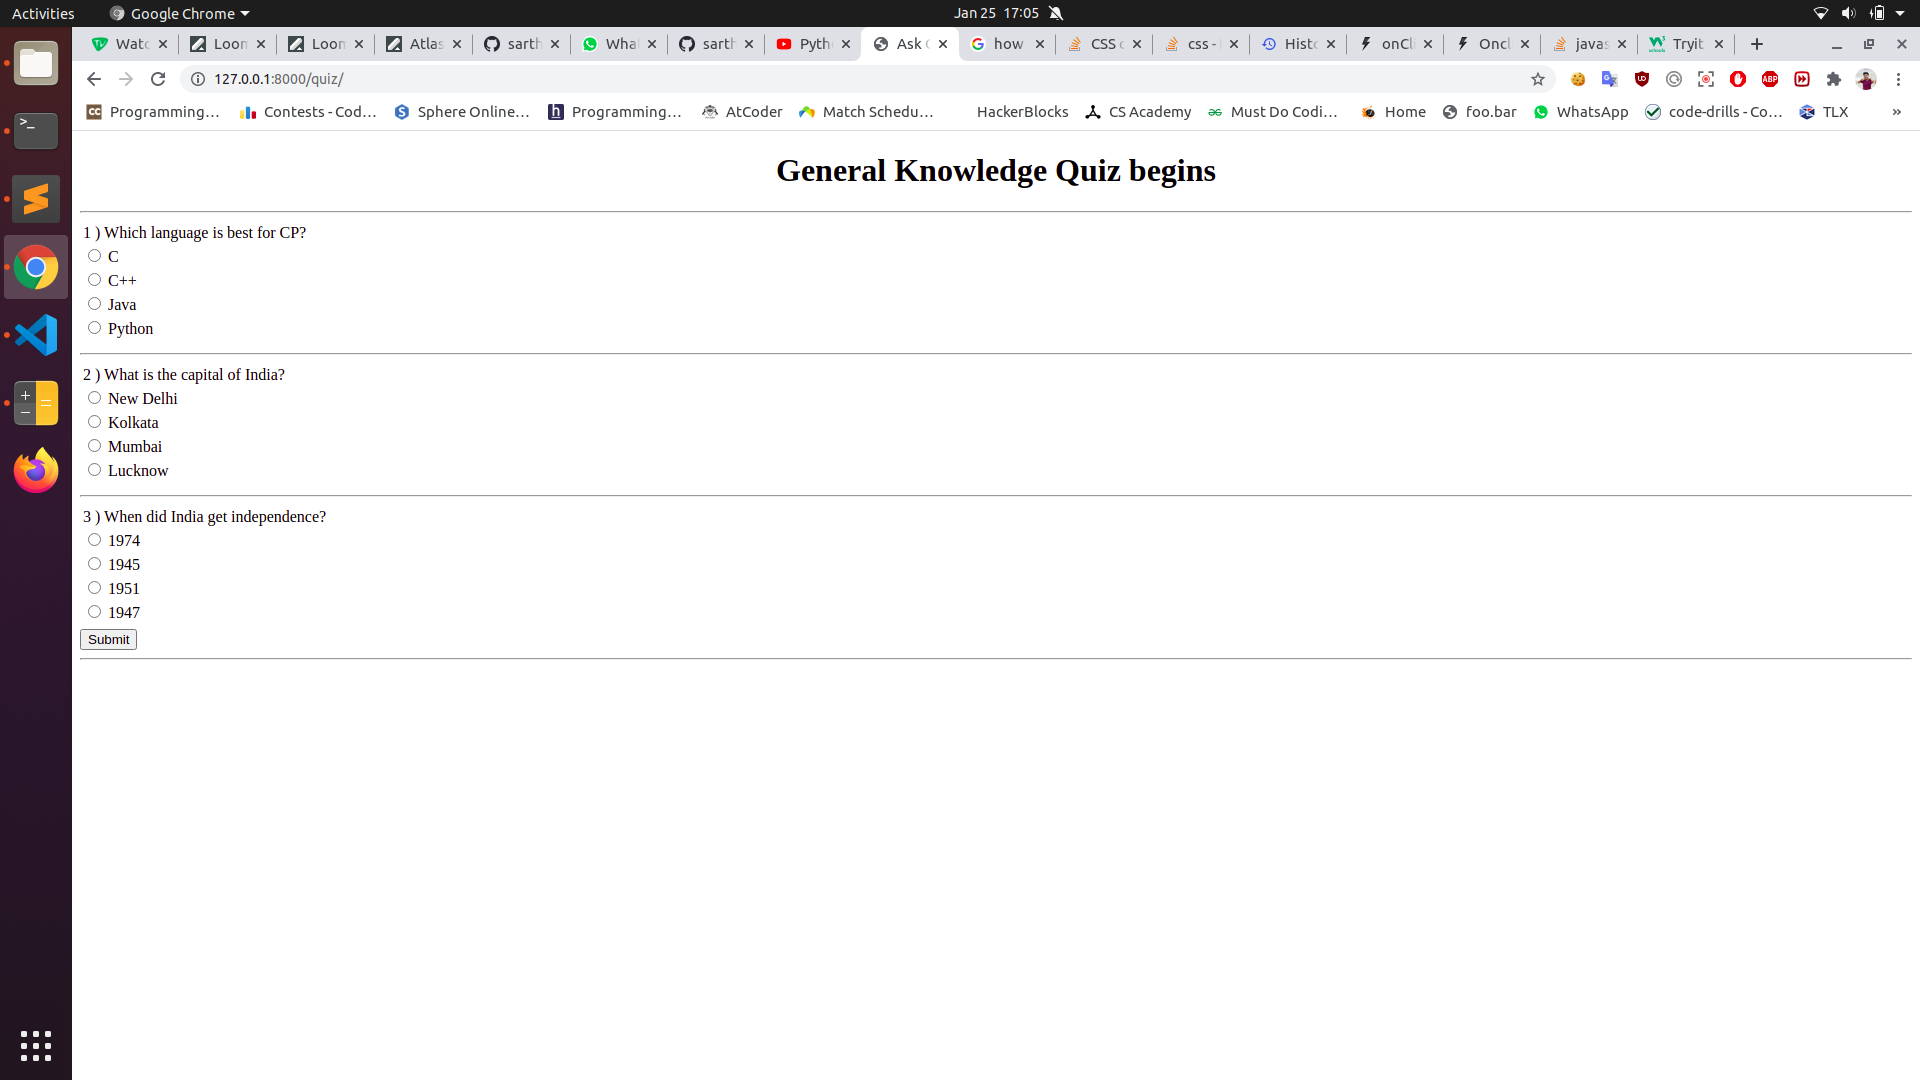 Activities Google Chrome Jan 25 17:05
Watc Loom Loom Atlas sarth What sarth Pyth Ask how CSS c css - Histo onCli Oncl javas Tryit
127.0.0.1:8000/quiz/
Programming… Contests - Cod… Sphere Online… Programming… AtCoder Match Schedu… HackerBlocks CS Academy Must Do Codi… Home foo.bar WhatsApp code-drills - Co… TLX »
General Knowledge Quiz begins
1 ) Which language is best for CP?
C
C++
Java
Python
2 ) What is the capital of India?
New Delhi
Kolkata
Mumbai
Lucknow
3 ) When did India get independence?
1974
1945
1951
1947
Submit